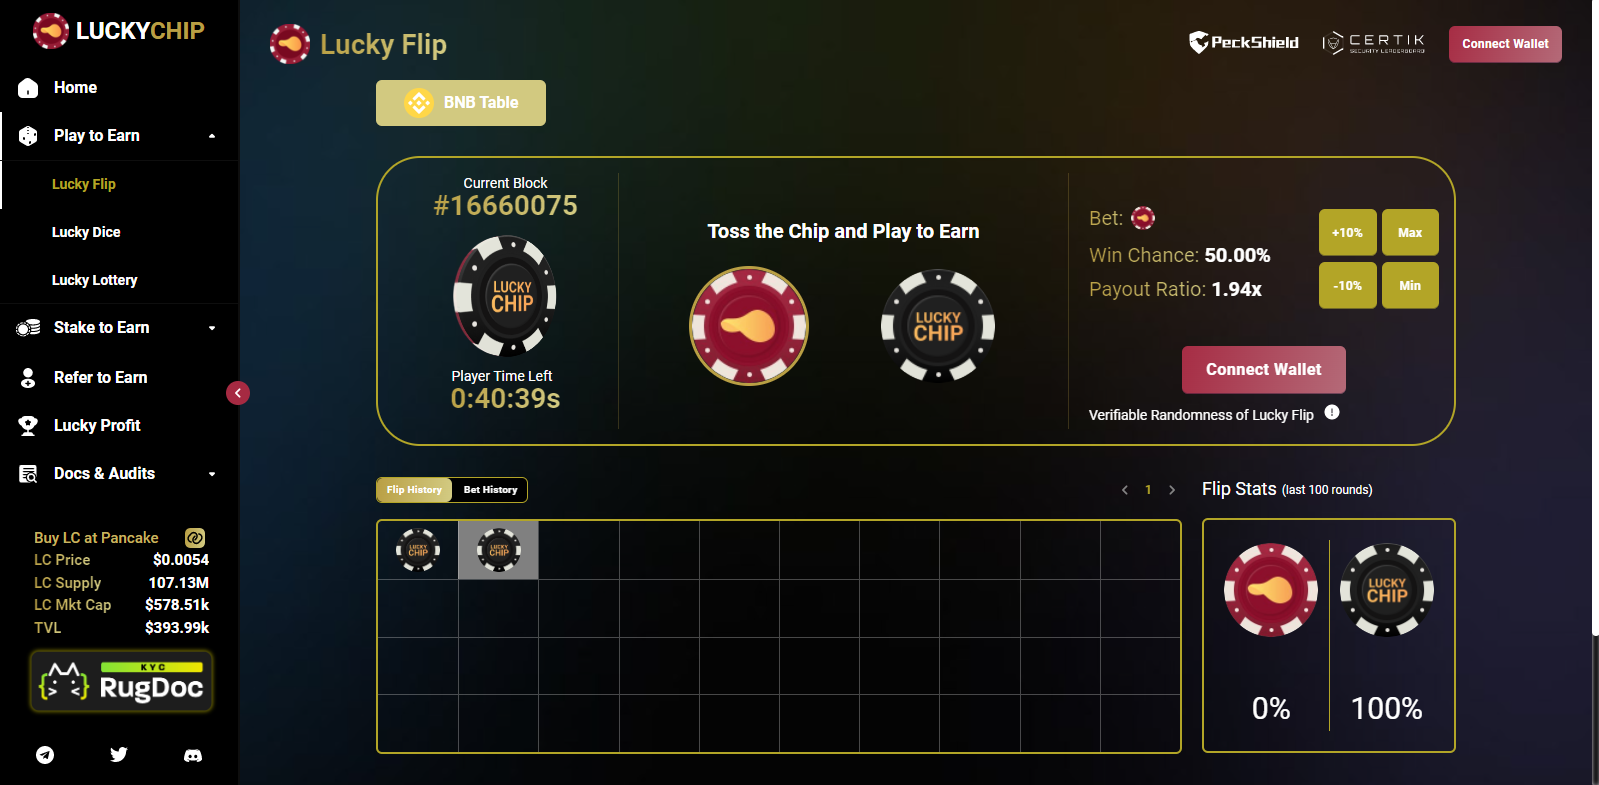 LUCKYCHIP
Home
Play to Earn
Lucky Flip
Lucky Dice
Lucky Lottery
Stake to Earn
Refer to Earn
Lucky Profit
Docs & Audits
Buy LC at Pancake
LC Price $0.0054
LC Supply 107.13M
LC Mkt Cap $578.51k
TVL $393.99k
KYC
RugDoc
Lucky Flip
PeckShield
CERTIK
SECURITY LEADERBOARD
Connect Wallet
BNB Table
Current Block
#16660075
LUCKY
CHIP
Player Time Left
0:40:39s
Toss the Chip and Play to Earn
LUCKY
CHIP
Bet:
Win Chance: 50.00%
Payout Ratio: 1.94x
+10% Max
-10% Min
Connect Wallet
Verifiable Randomness of Lucky Flip
Flip History Bet History
1
LUCKY
CHIP
LUCKY
CHIP
Flip Stats (last 100 rounds)
LUCKY
CHIP
0% 100%